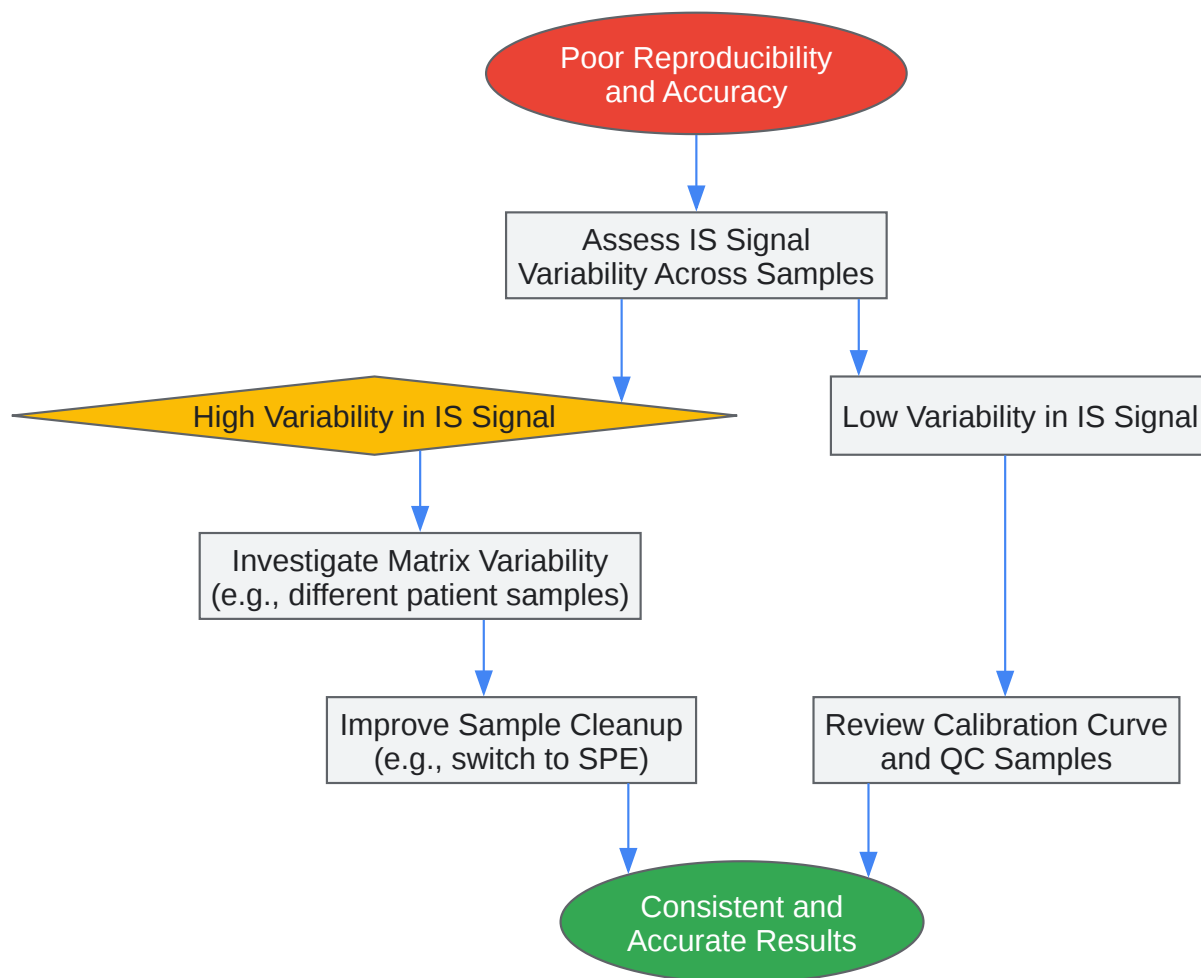 Poor Reproducibility
and Accuracy
Assess IS Signal
Variability Across Samples
High Variability in IS Signal
Low Variability in IS Signal
Investigate Matrix Variability
(e.g., different patient samples)
Improve Sample Cleanup
(e.g., switch to SPE)
Review Calibration Curve
and QC Samples
Consistent and
Accurate Results